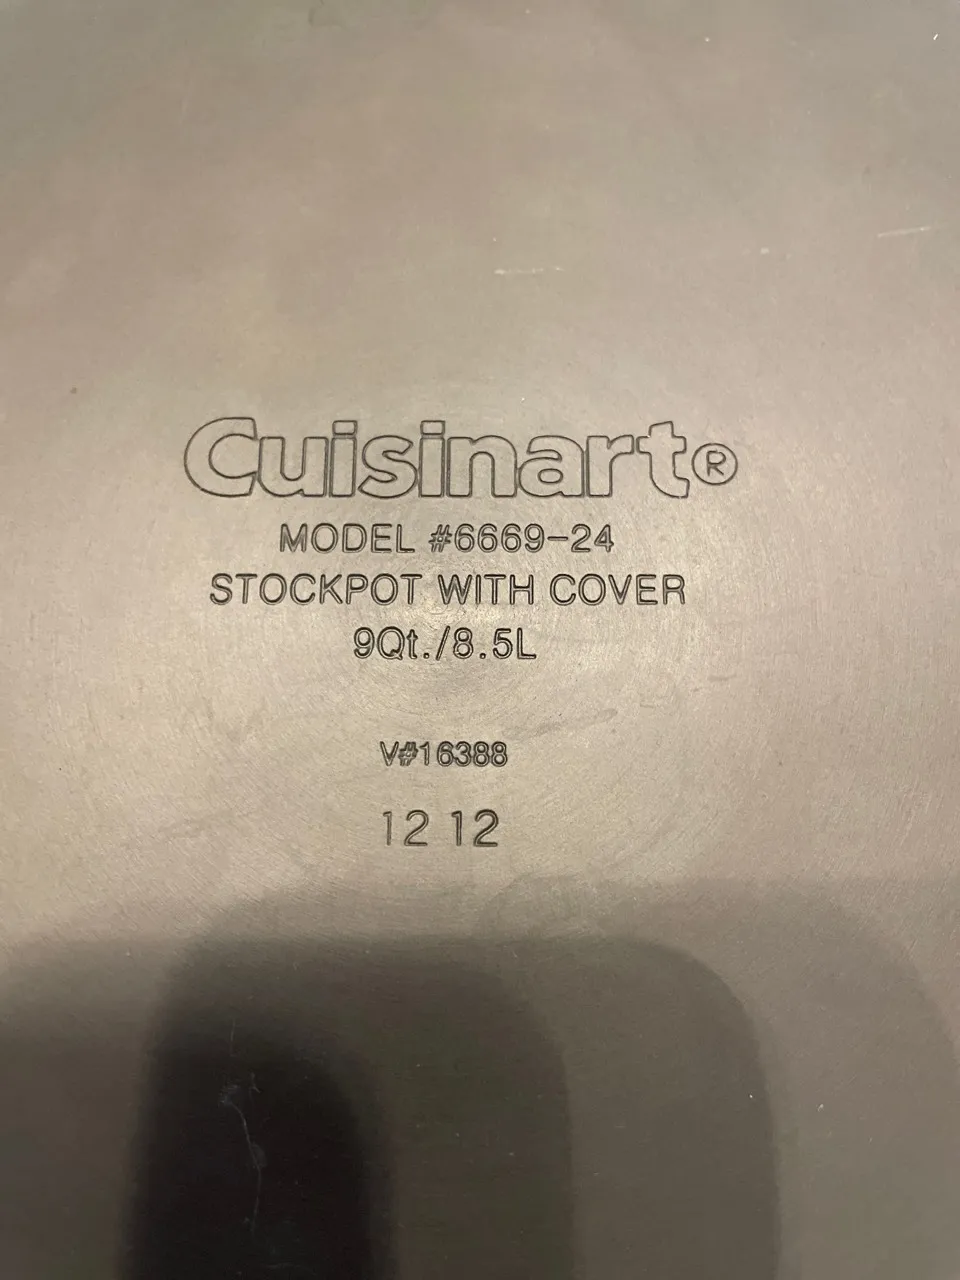 Cuisinart®
MODEL #6669-24
STOCKPOT WITH COVER
9Qt./8.5L
V#16388
12 12